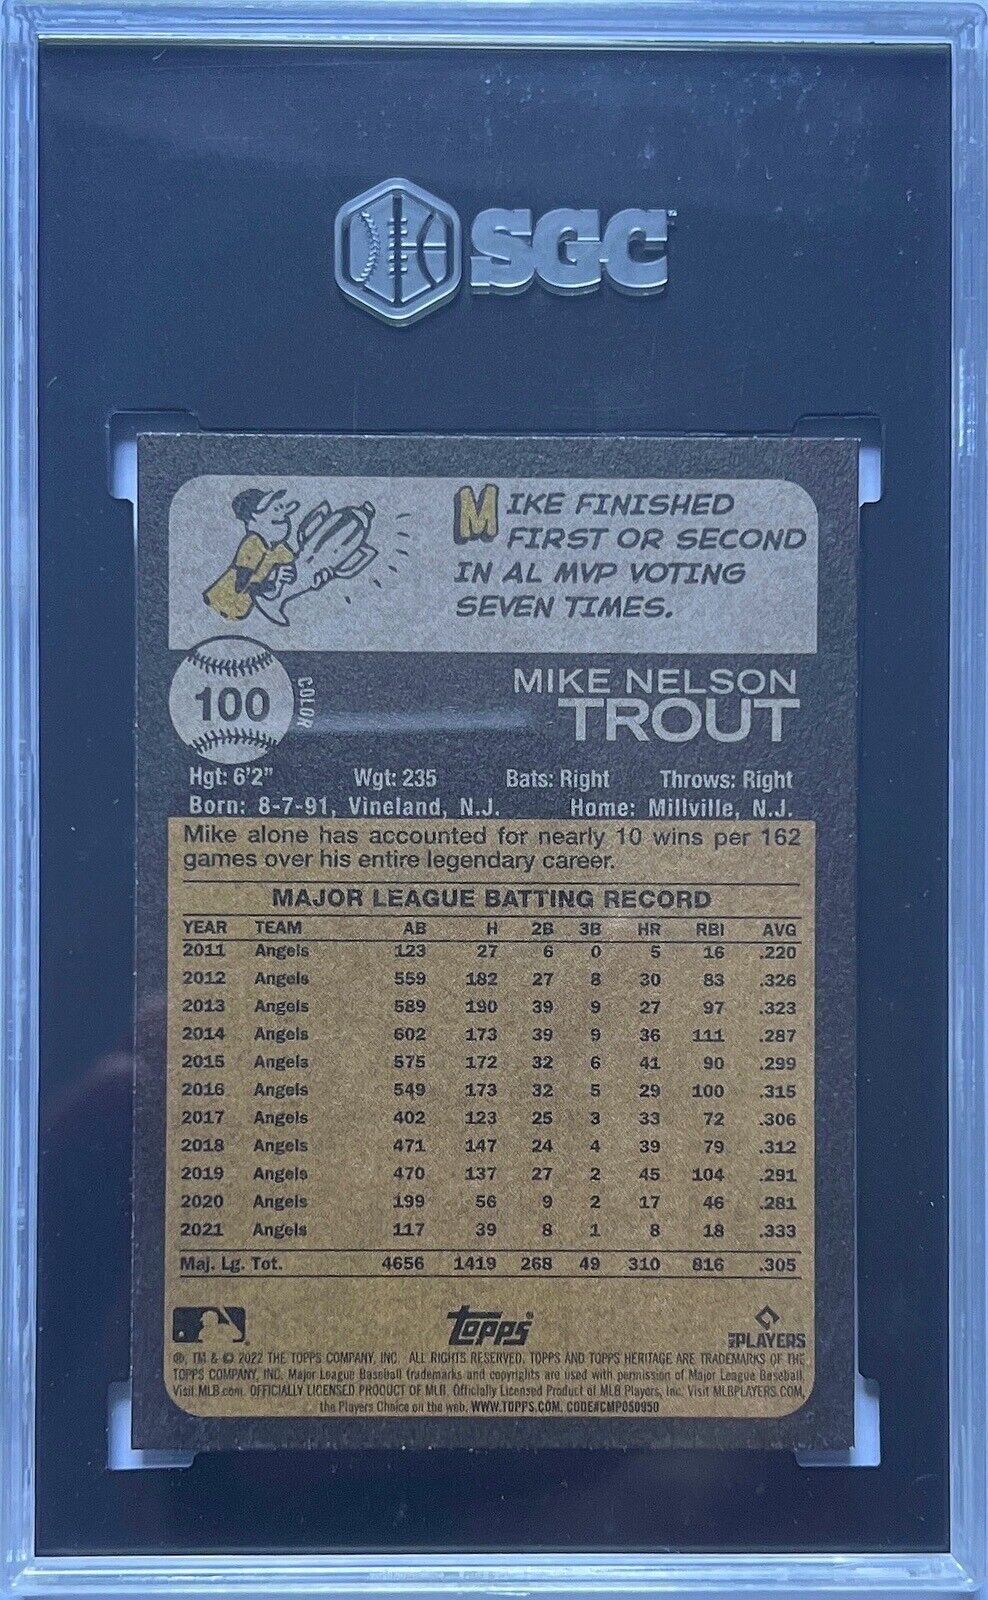 SGC™
MIKE FINISHED
FIRST OR SECOND
IN AL MVP VOTING
SEVEN TIMES.
100
COLOR
MIKE NELSON
TROUT
Hgt: 6'2" Wgt: 235 Bats: Right Throws: Right
Born: 8-7-91, Vineland, N.J. Home: Millville, N.J.
Mike alone has accounted for nearly 10 wins per 162
games over his entire legendary career.
MAJOR LEAGUE BATTING RECORD
YEAR TEAM AB H 2B 3B HR RBI AVG
2011 Angels 123 27 6 0 5 16 .220
2012 Angels 559 182 27 8 30 83 .326
2013 Angels 589 190 39 9 27 97 .323
2014 Angels 602 173 39 9 36 111 .287
2015 Angels 575 172 32 6 41 90 .299
2016 Angels 549 173 32 5 29 100 .315
2017 Angels 402 123 25 3 33 72 .306
2018 Angels 471 147 24 4 39 79 .312
2019 Angels 470 137 27 2 45 104 .291
2020 Angels 199 56 9 2 17 46 .281
2021 Angels 117 39 8 1 8 18 .333
Maj. Lg. Tot. 4656 1419 268 49 310 816 .305
Topps®
MLB PLAYERS
®, TM & © 2022 THE TOPPS COMPANY, INC. ALL RIGHTS RESERVED. TOPPS AND TOPPS HERITAGE ARE TRADEMARKS OF THE
TOPPS COMPANY, INC. Major League Baseball trademarks and copyrights are used with permission of Major League Baseball.
Visit MLB.com. OFFICIALLY LICENSED PRODUCT OF MLB Players, Inc. Visit MLBPLAYERS.COM,
the Players Choice on the web. WWW.TOPPS.COM. CODE#CMP050950